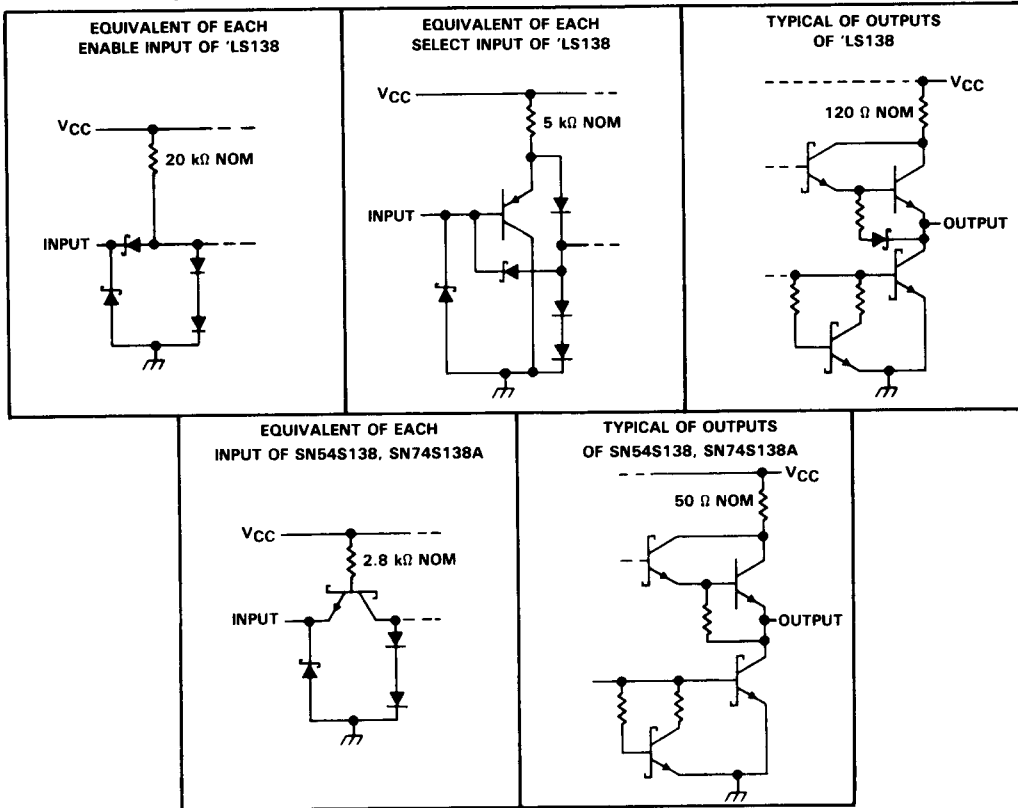 EQUIVALENT OF EACH
ENABLE INPUT OF 'LS138
VCC
20 kΩ NOM
INPUT
EQUIVALENT OF EACH
SELECT INPUT OF 'LS138
VCC
5 kΩ NOM
INPUT
TYPICAL OF OUTPUTS
OF 'LS138
VCC
120 Ω NOM
OUTPUT
EQUIVALENT OF EACH
INPUT OF SN54S138, SN74S138A
VCC
2.8 kΩ NOM
INPUT
TYPICAL OF OUTPUTS
OF SN54S138, SN74S138A
VCC
50 Ω NOM
OUTPUT